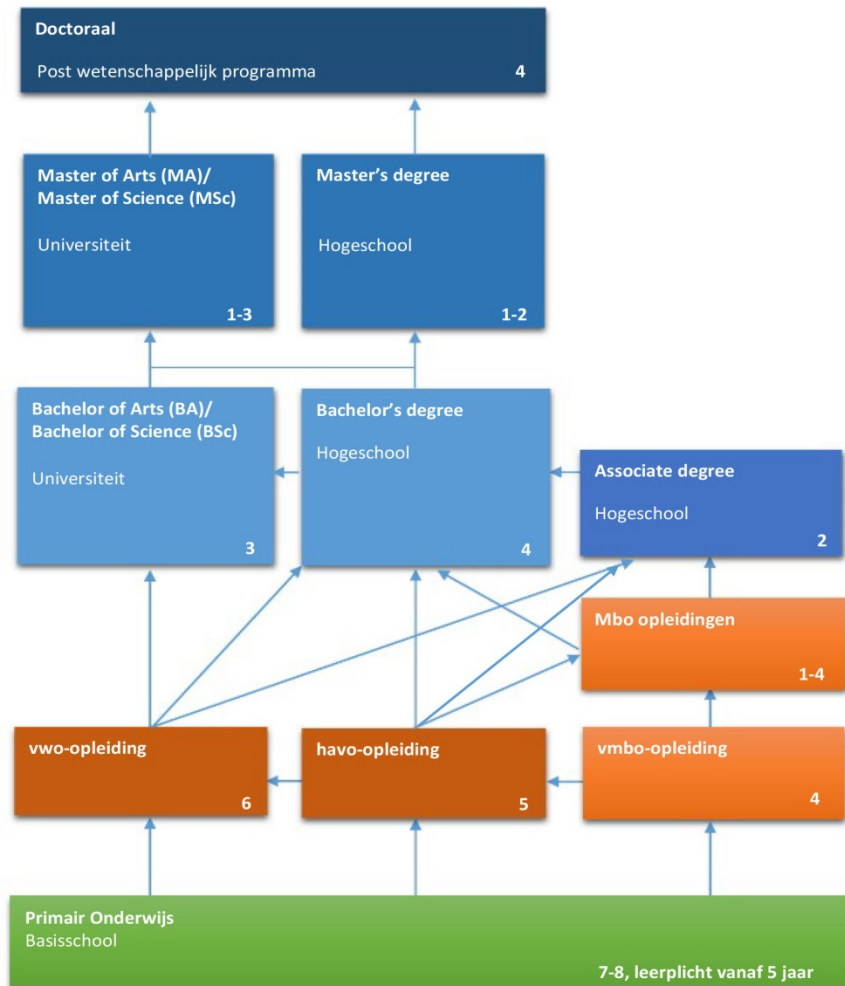 Doctoraal
Post wetenschappelijk programma 4
Master of Arts (MA)/
Master of Science (MSc)
Universiteit
1-3
Master’s degree
Hogeschool
1-2
Bachelor of Arts (BA)/
Bachelor of Science (BSc)
Universiteit
3
Bachelor’s degree
Hogeschool
4
Associate degree
Hogeschool
2
Mbo opleidingen
1-4
vwo-opleiding
6
havo-opleiding
5
vmbo-opleiding
4
Primair Onderwijs
Basisschool
7-8, leerplicht vanaf 5 jaar